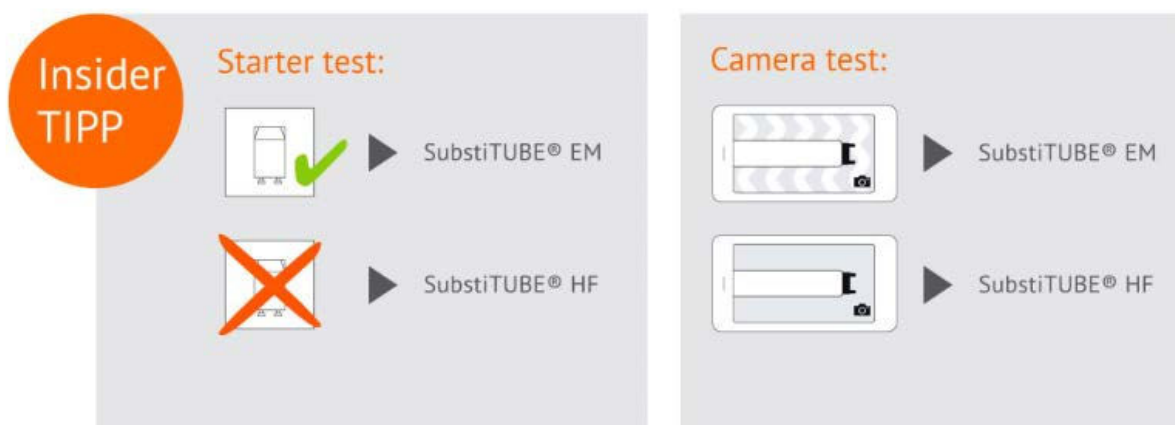 Insider
TIPP
Starter test:
SubstiTUBE® EM
SubstiTUBE® HF
Camera test:
SubstiTUBE® EM
SubstiTUBE® HF